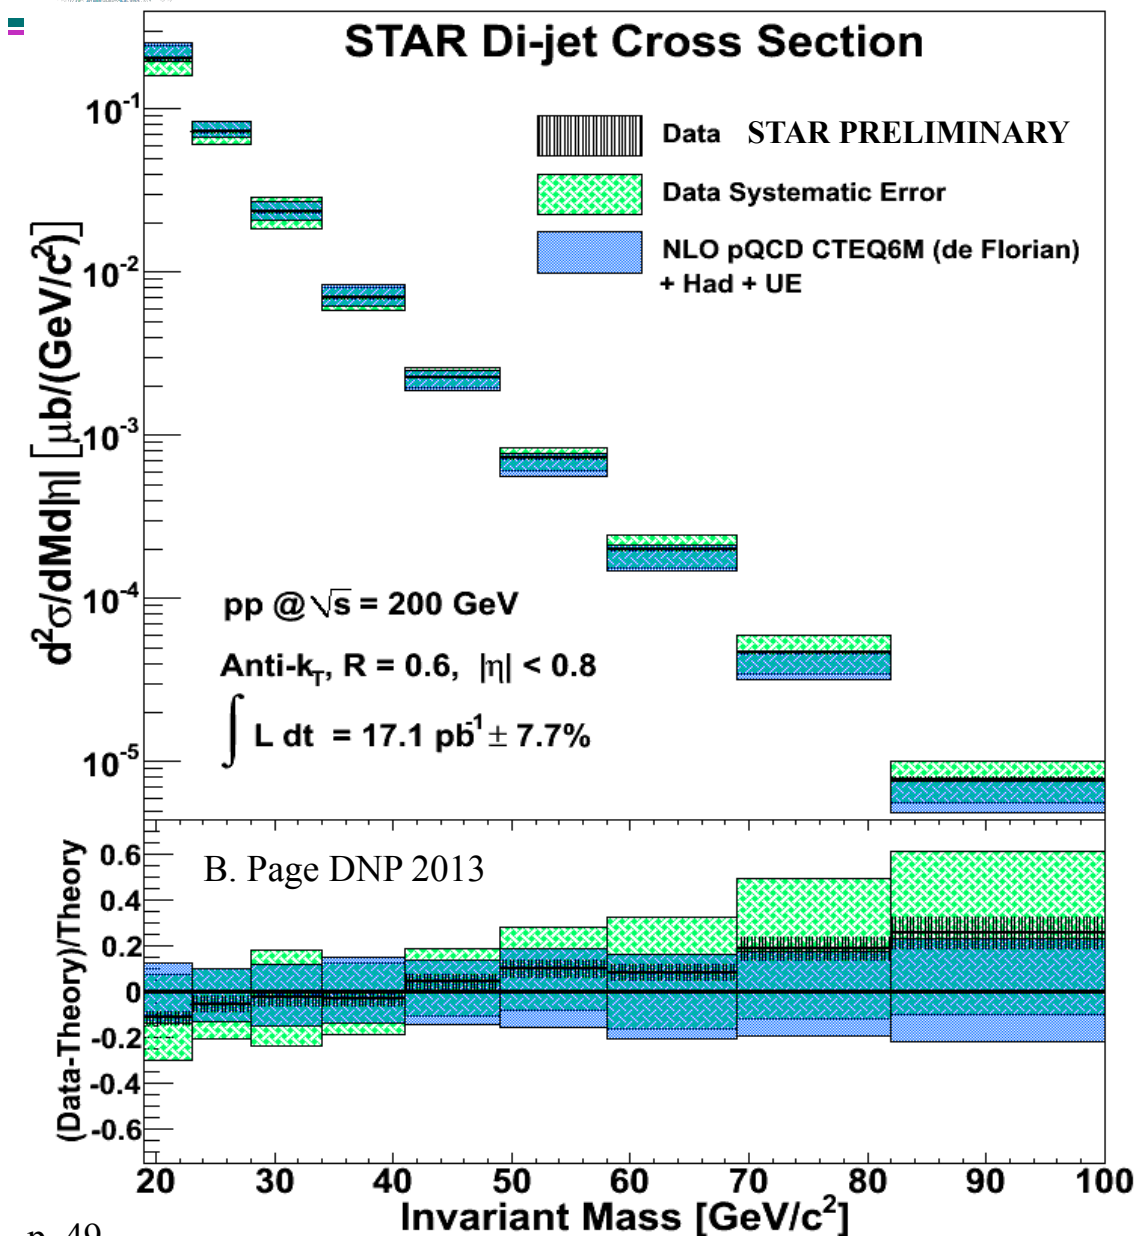 STAR Di-jet Cross Section
Data STAR PRELIMINARY
Data Systematic Error
NLO pQCD CTEQ6M (de Florian)
+ Had + UE
d²σ/dMd|η| [μb/(GeV/c²)]
10⁻¹
10⁻²
10⁻³
10⁻⁴
10⁻⁵
pp @ √s = 200 GeV
Anti-k_T, R = 0.6, |η| < 0.8
∫ L dt = 17.1 pb⁻¹ ± 7.7%
B. Page DNP 2013
(Data-Theory)/Theory
0.6
0.4
0.2
0
-0.2
-0.4
-0.6
20 30 40 50 60 70 80 90 100
Invariant Mass [GeV/c²]
p. 49